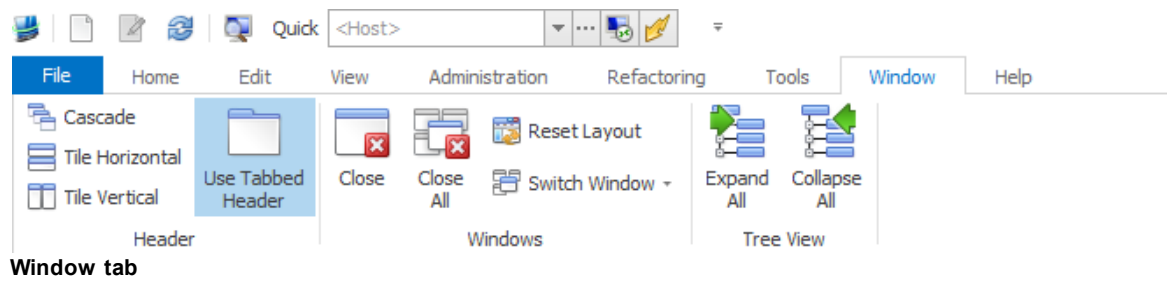 Quick <Host>
File Home Edit View Administration Refactoring Tools Window Help
Cascade
Tile Horizontal
Tile Vertical
Use Tabbed
Header
Header
Close
Close
All
Reset Layout
Switch Window
Windows
Expand
All
Collapse
All
Tree View
Window tab